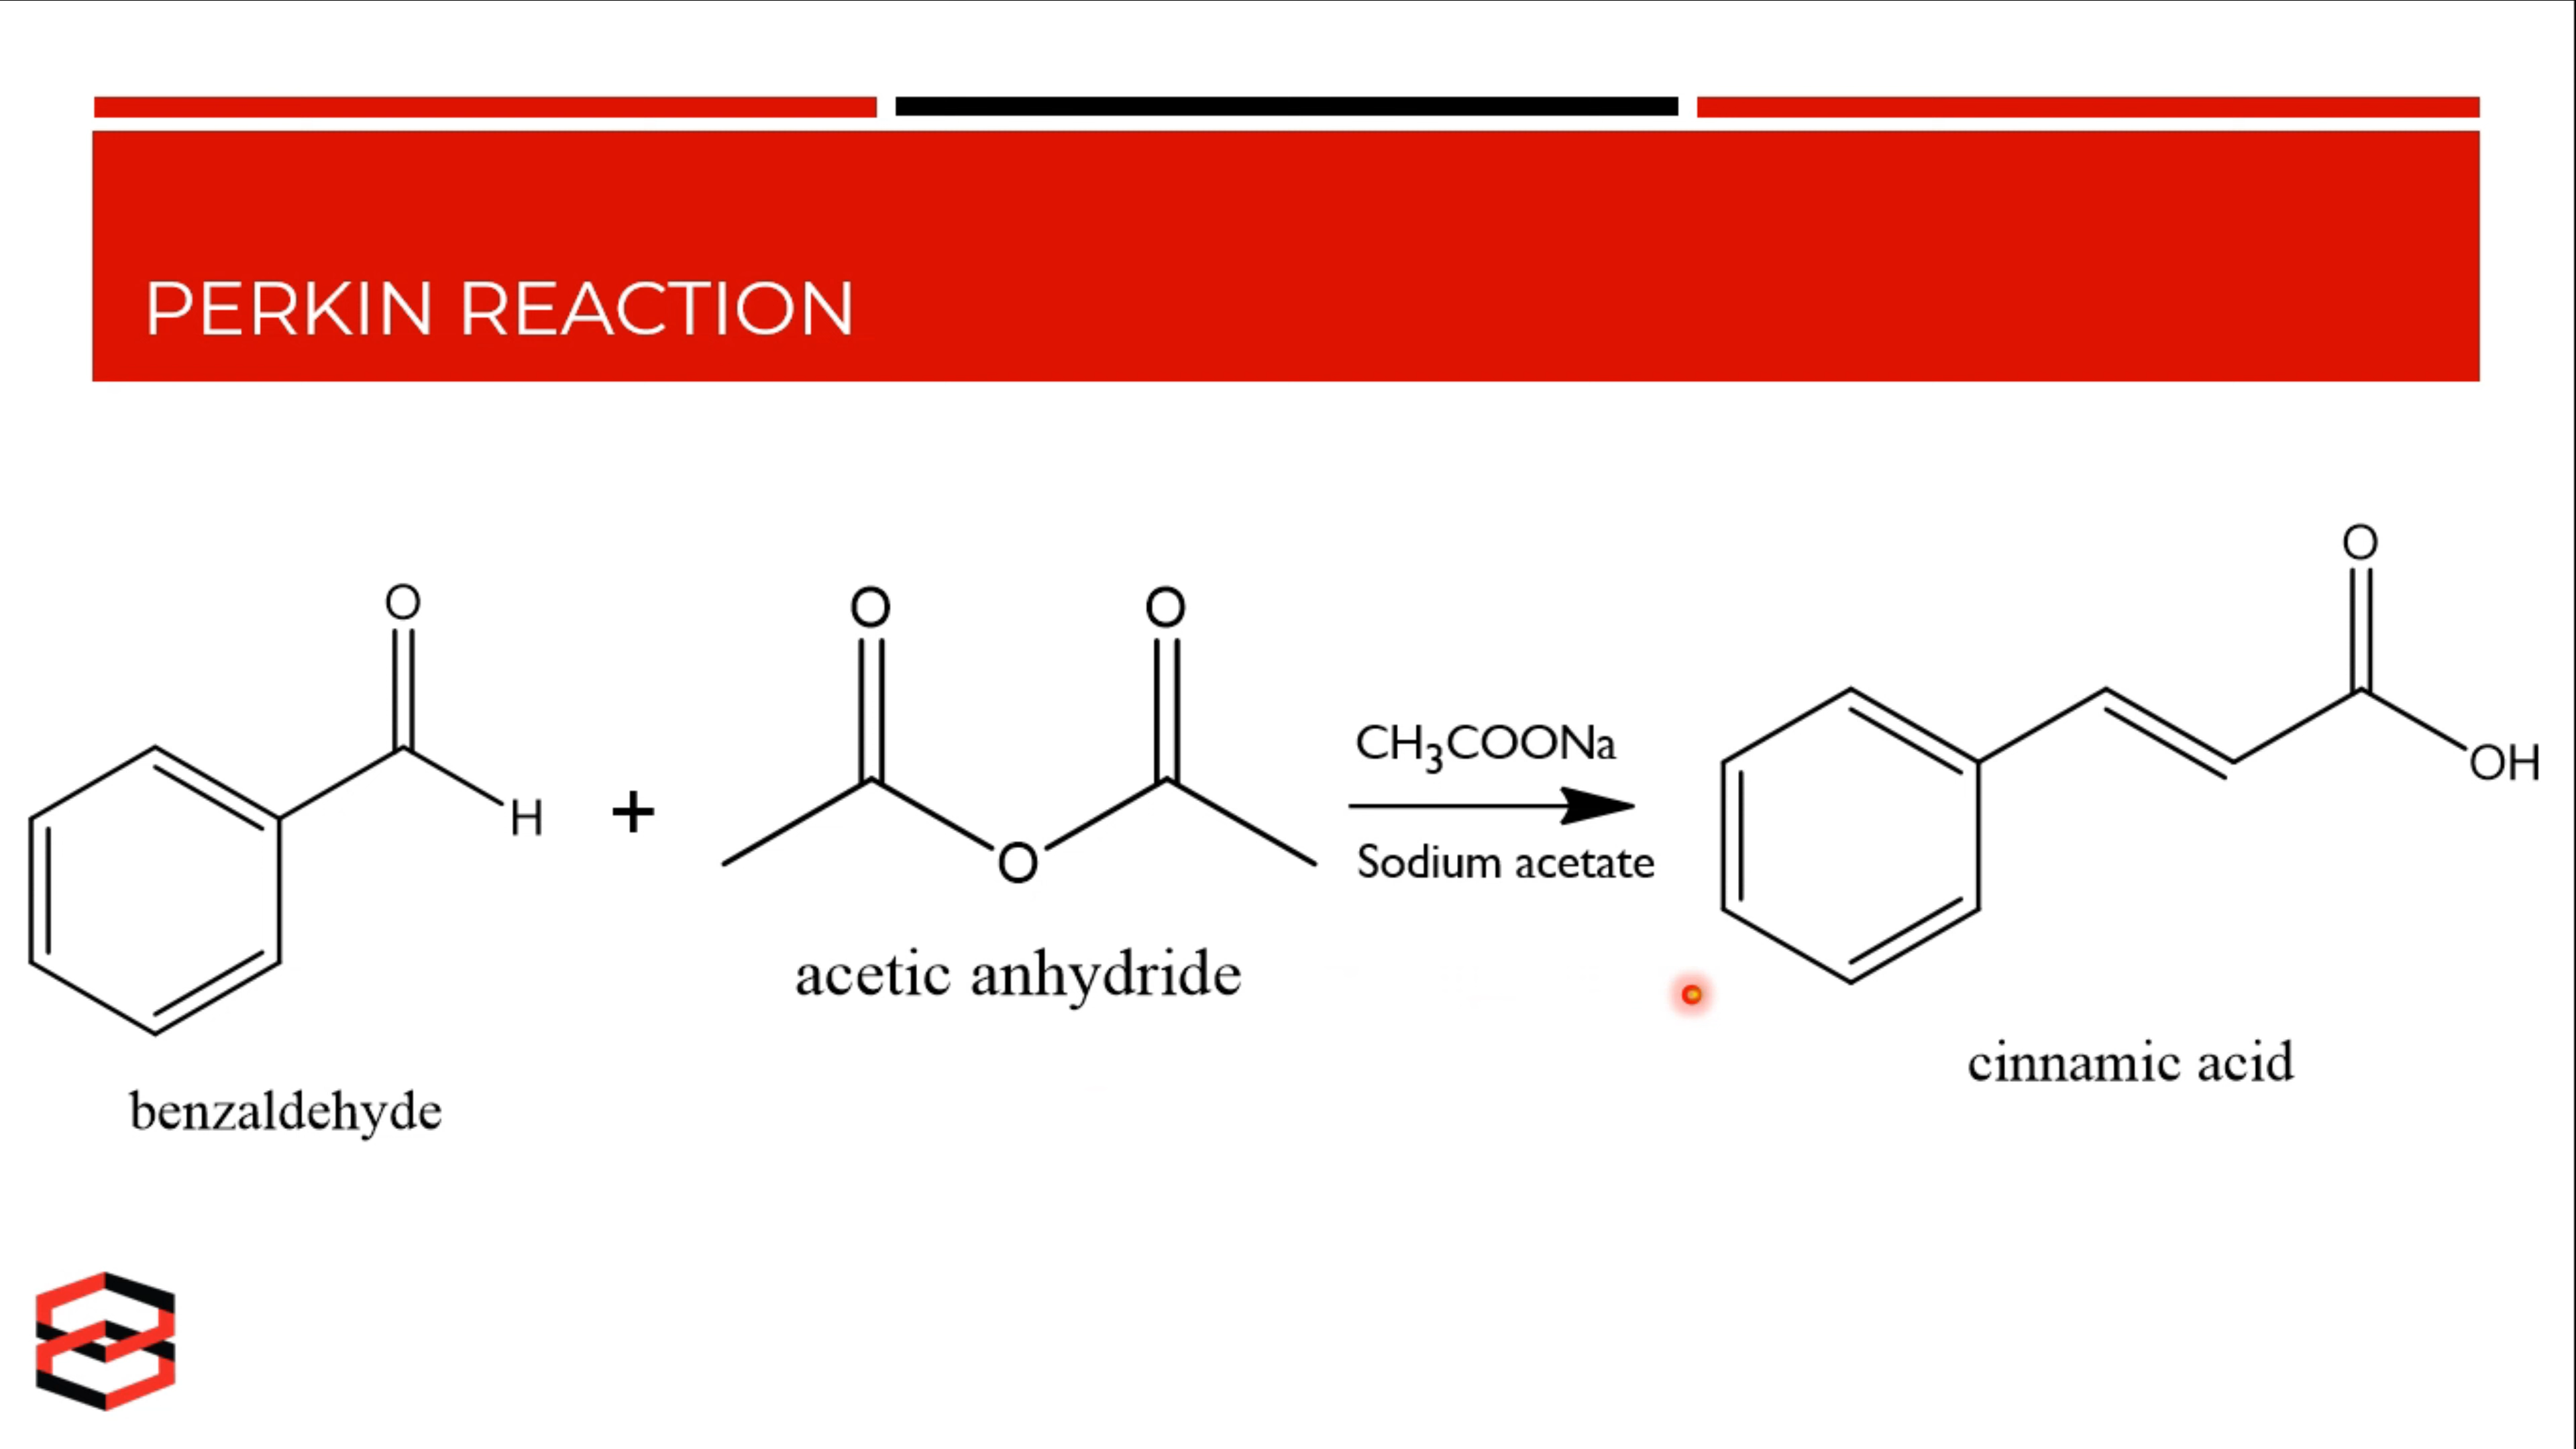 PERKIN REACTION
O
H
+
O
O
O
CH₃COONa
Sodium acetate
O
OH
benzaldehyde
acetic anhydride
cinnamic acid